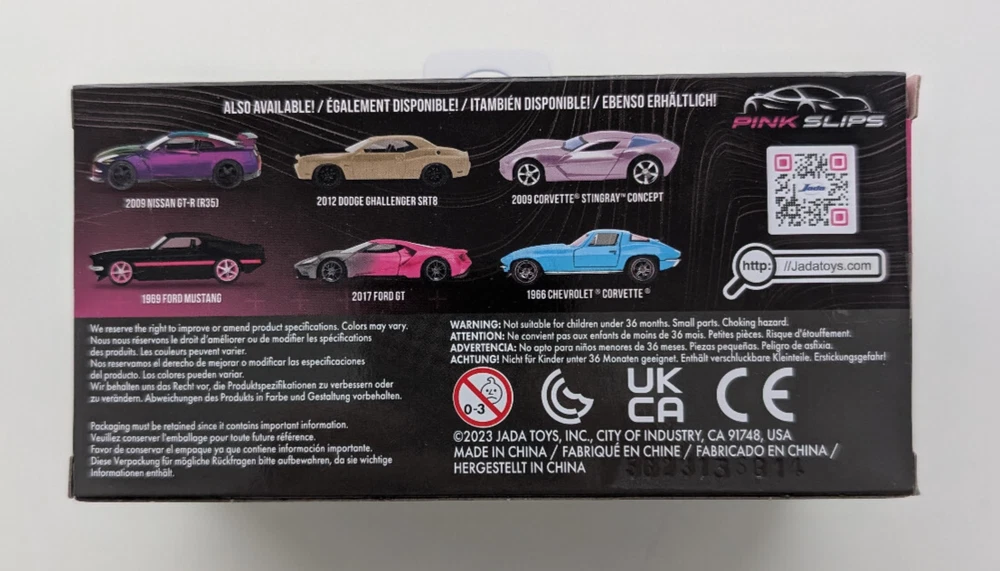 ALSO AVAILABLE! / ÉGALEMENT DISPONIBLE! / ITAMBIÉN DISPONIBLE! / EBENSO ERHÄLTLICH!
PINK SLIPS
2009 NISSAN GT-R (R35)
2012 DODGE GHALLENGER SRT8
2009 CORVETTE® STINGRAY™ CONCEPT
Jada
1969 FORD MUSTANG
2017 FORD GT
1966 CHEVROLET® CORVETTE®
http: //Jadatoys.com
We reserve the right to improve or amend product specifications. Colors may vary.
Nous nous réservons le droit d'améliorer ou de modifier les spécifications
des produits. Les couleurs peuvent varier.
Nos reservamos el derecho de mejorar o modificar las especificaciones
del producto. Los colores pueden variar.
Wir behalten uns das Recht vor, die Produktspezifikationen zu verbessern oder
zu verändern. Abweichungen des Produkts in Farbe und Gestaltung vorbehalten.
Packaging must be retained since it contains important information.
Veuillez conserver l'emballage pour toute future référence.
Favor de conservar el empaque ya que contiene información importante.
Diese Verpackung für mögliche Rückfragen bitte aufbewahren, da sie wichtige
Informationen enthält.
WARNING: Not suitable for children under 36 months. Small parts. Choking hazard.
ATTENTION: Ne convient pas aux enfants de moins de 36 mois. Petites pièces. Risque d'étouffement.
ADVERTENCIA: No apto para niños menores de 36 meses. Piezas pequeñas. Peligro de asfixia.
ACHTUNG! Nicht für Kinder unter 36 Monaten geeignet. Enthält verschluckbare Kleinteile. Erstickungsgefahr!
0-3
UK
CA
CE
©2023 JADA TOYS, INC., CITY OF INDUSTRY, CA 91748, USA
MADE IN CHINA / FABRIQUÉ EN CHINE / FABRICADO EN CHINA /
HERGESTELLT IN CHINA